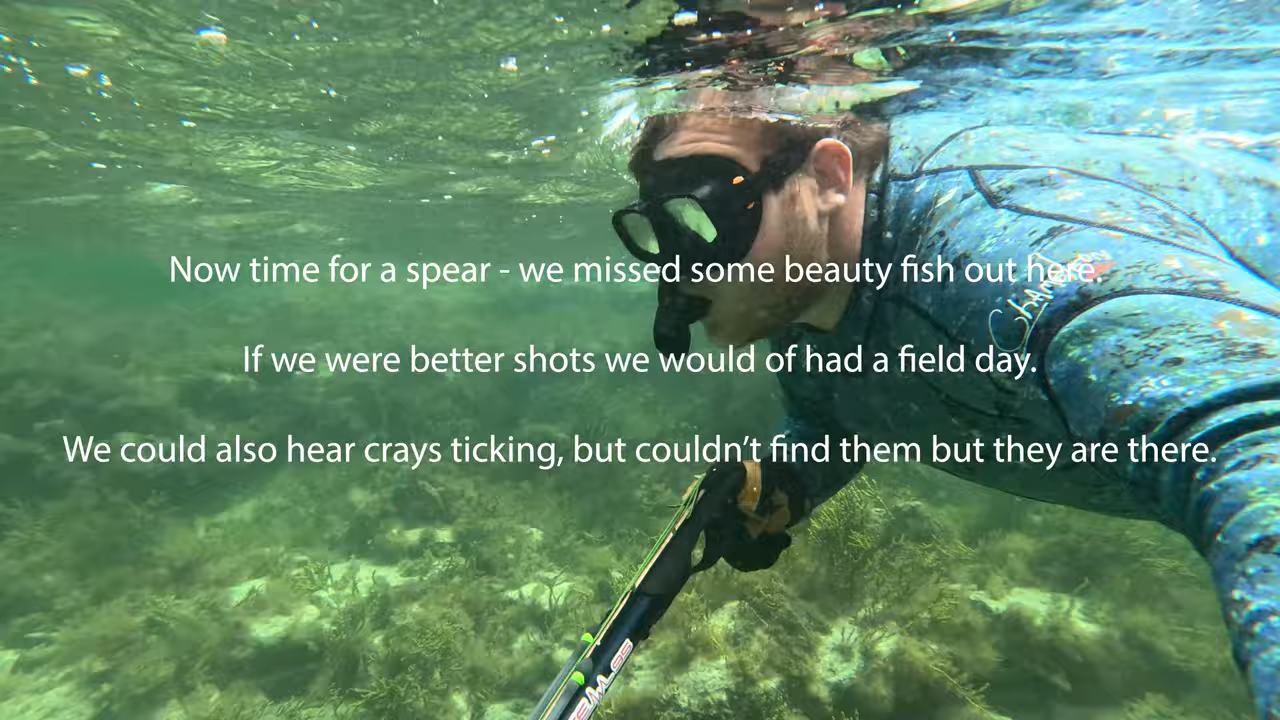 Now time for a spear - we missed some beauty fish out here.
If we were better shots we would of had a field day.
We could also hear crays ticking, but couldn’t find them but they are there.